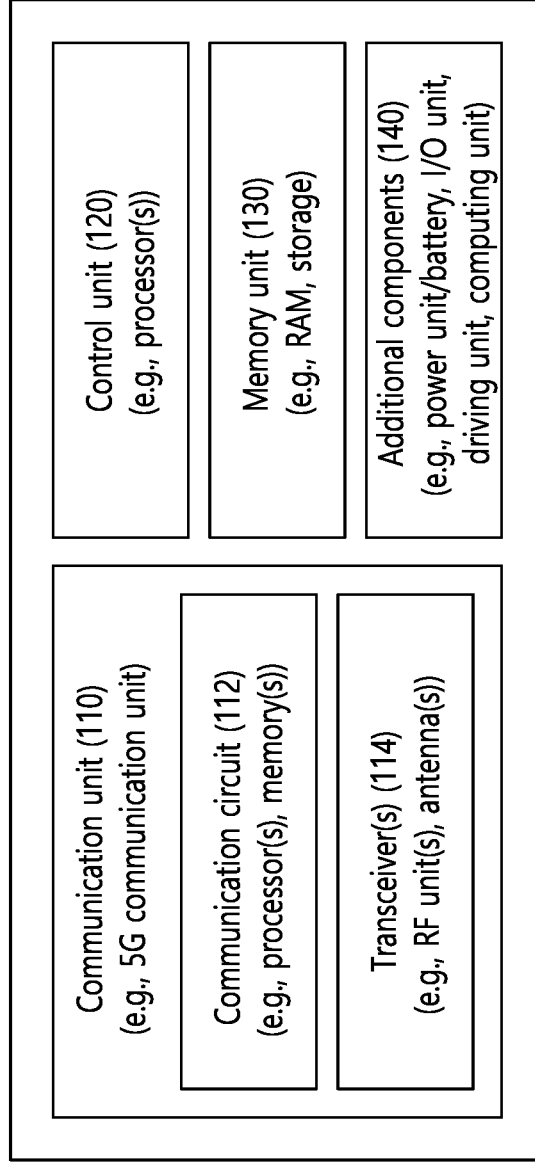 Communication unit (110)
(e.g., 5G communication unit)
Communication circuit (112)
(e.g., processor(s), memory(s))
Transceiver(s) (114)
(e.g., RF unit(s), antenna(s))
Control unit (120)
(e.g., processor(s))
Memory unit (130)
(e.g., RAM, storage)
Additional components (140)
(e.g., power unit/battery, I/O unit,
driving unit, computing unit)